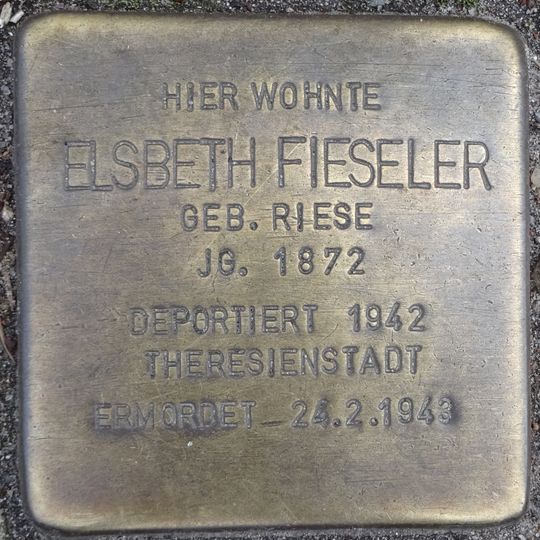 HIER WOHNTE
ELSBETH FIESELER
GEB. RIESE
JG. 1872
DEPORTIERT 1942
THERESIENSTADT
ERMORDET 24.2.1943